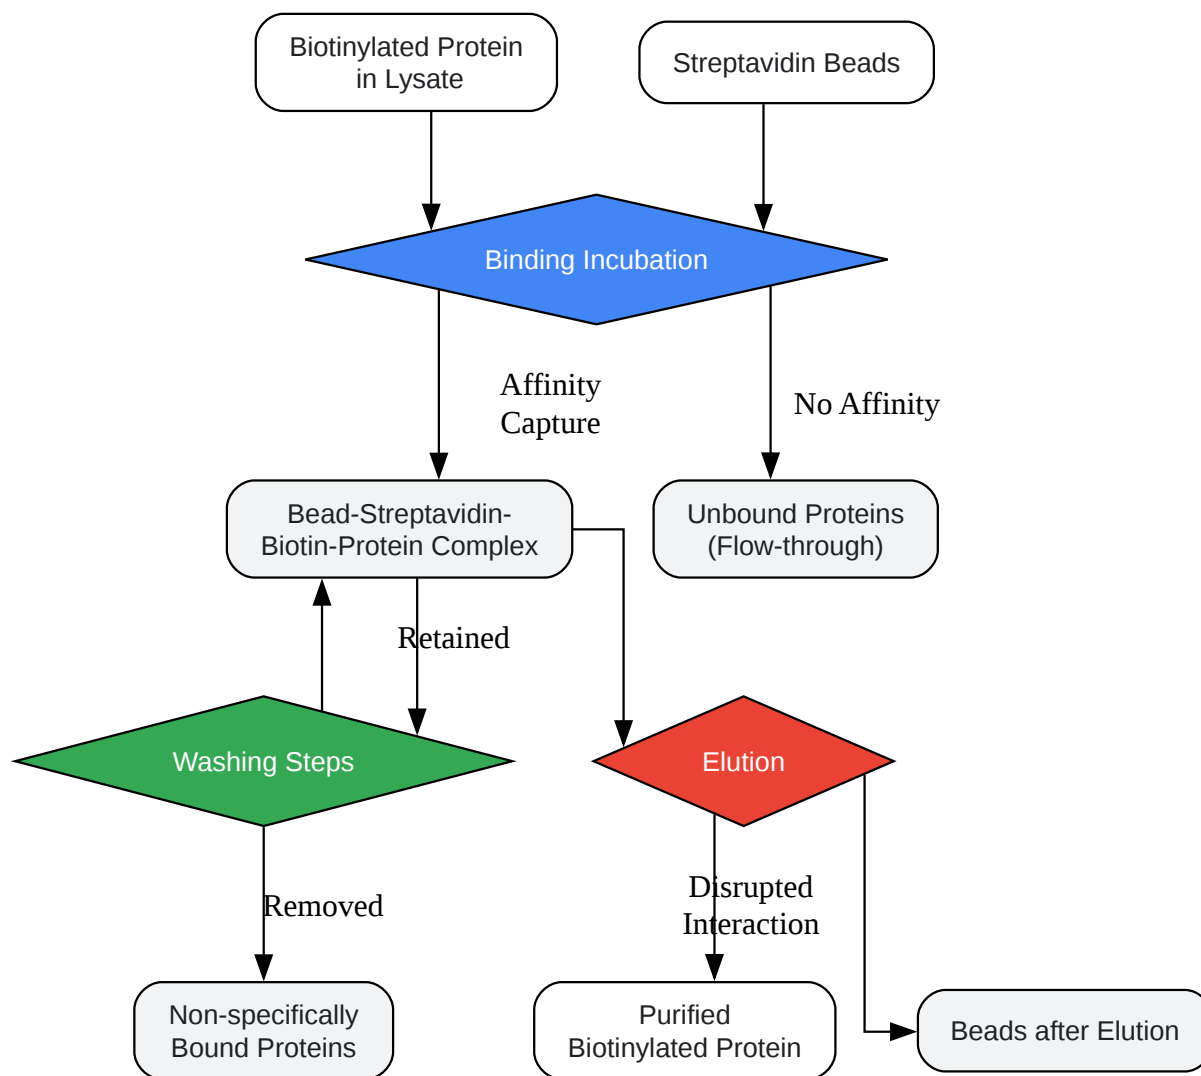 Biotinylated Protein
in Lysate
Streptavidin Beads
Binding Incubation
Affinity
Capture
No Affinity
Bead-Streptavidin-
Biotin-Protein Complex
Unbound Proteins
(Flow-through)
Retained
Washing Steps
Elution
Removed
Disrupted
Interaction
Non-specifically
Bound Proteins
Purified
Biotinylated Protein
Beads after Elution